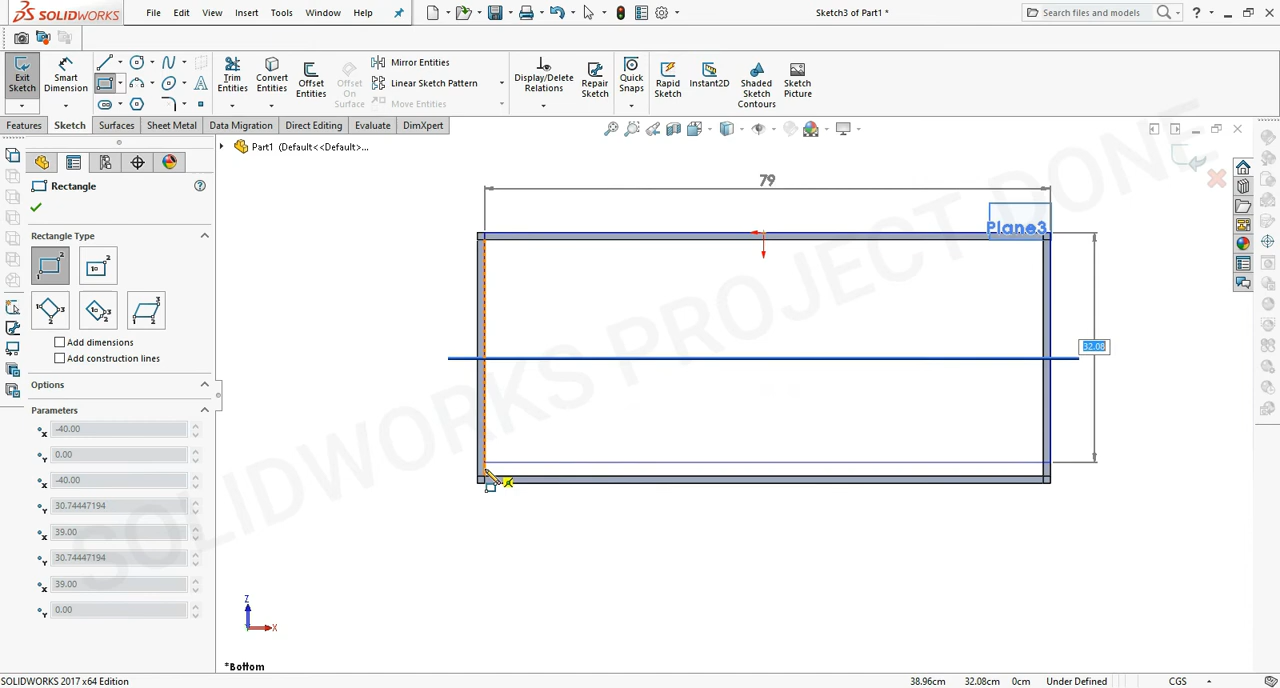 SOLIDWORKS File Edit View Insert Tools Window Help Sketch3 of Part1 * Search files and models ?
Exit Sketch Smart Dimension Trim Entities Convert Entities Offset Entities Offset On Surface Mirror Entities Linear Sketch Pattern Move Entities Display/Delete Relations Repair Sketch Quick Snaps Rapid Sketch Instant2D Shaded Sketch Contours Sketch Picture
Features Sketch Surfaces Sheet Metal Data Migration Direct Editing Evaluate DimXpert
Part1 (Default<<Default>...
Rectangle ?
Rectangle Type
Add dimensions
Add construction lines
Options
Parameters
x -40.00
Y 0.00
x -40.00
Y 30.74447194
x 39.00
Y 30.74447194
x 39.00
Y 0.00
79
Plane3
32.08
Z
X
*Bottom
SOLIDWORKS PROJECT DONE
SOLIDWORKS 2017 x64 Edition 38.96cm 32.08cm 0cm Under Defined CGS